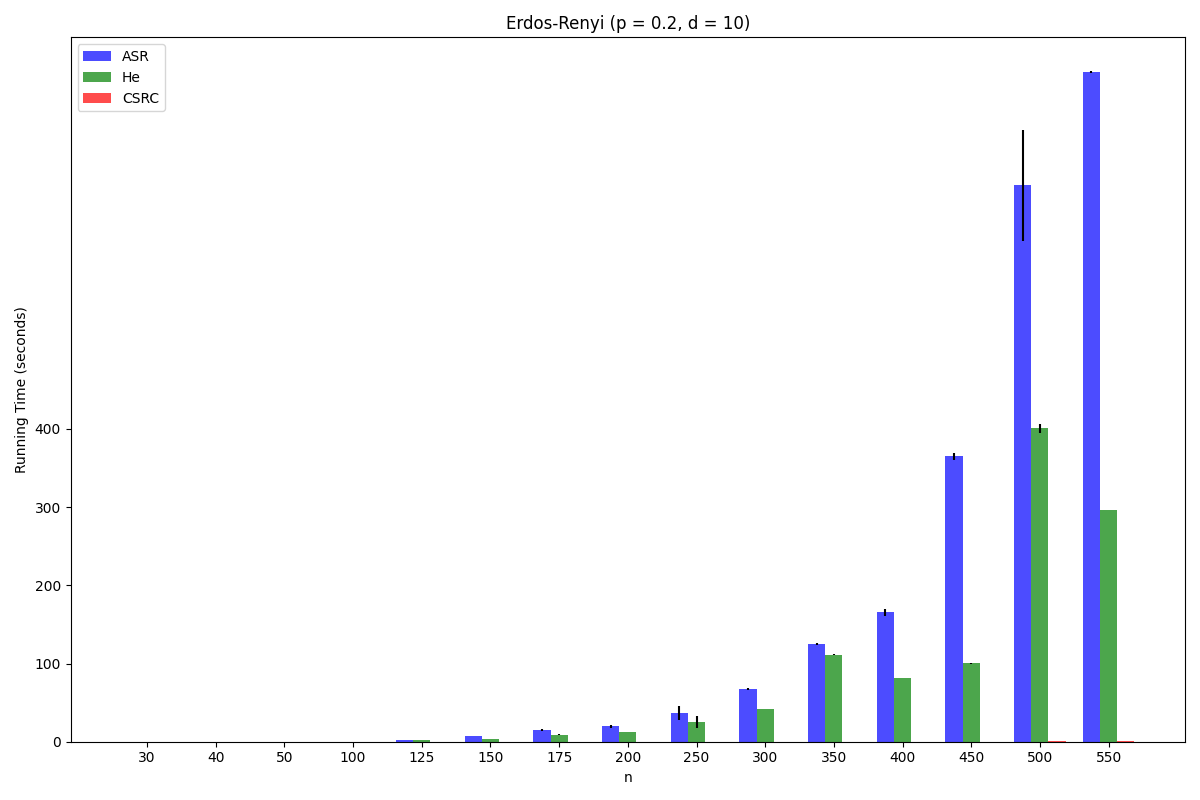 Erdos-Renyi (p = 0.2, d = 10)
ASR
He
CSRC
Running Time (seconds)
400
300
200
100
0
30 40 50 100 125 150 175 200 250 300 350 400 450 500 550
n